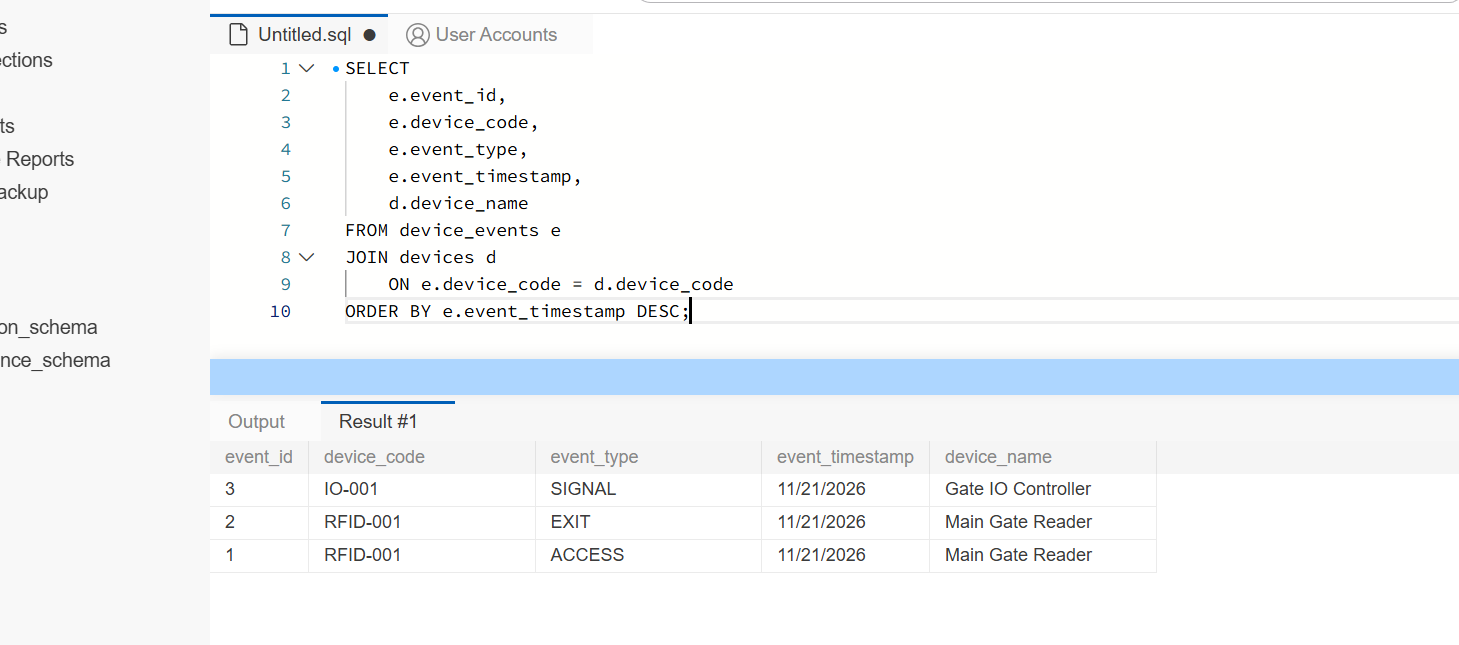 s
ections
ts
Reports
ackup
on_schema
nce_schema
Untitled.sql ● User Accounts
1 SELECT
2 e.event_id,
3 e.device_code,
4 e.event_type,
5 e.event_timestamp,
6 d.device_name
7 FROM device_events e
8 JOIN devices d
9 ON e.device_code = d.device_code
10 ORDER BY e.event_timestamp DESC;
Output Result #1
event_id device_code event_type event_timestamp device_name
3 IO-001 SIGNAL 11/21/2026 Gate IO Controller
2 RFID-001 EXIT 11/21/2026 Main Gate Reader
1 RFID-001 ACCESS 11/21/2026 Main Gate Reader